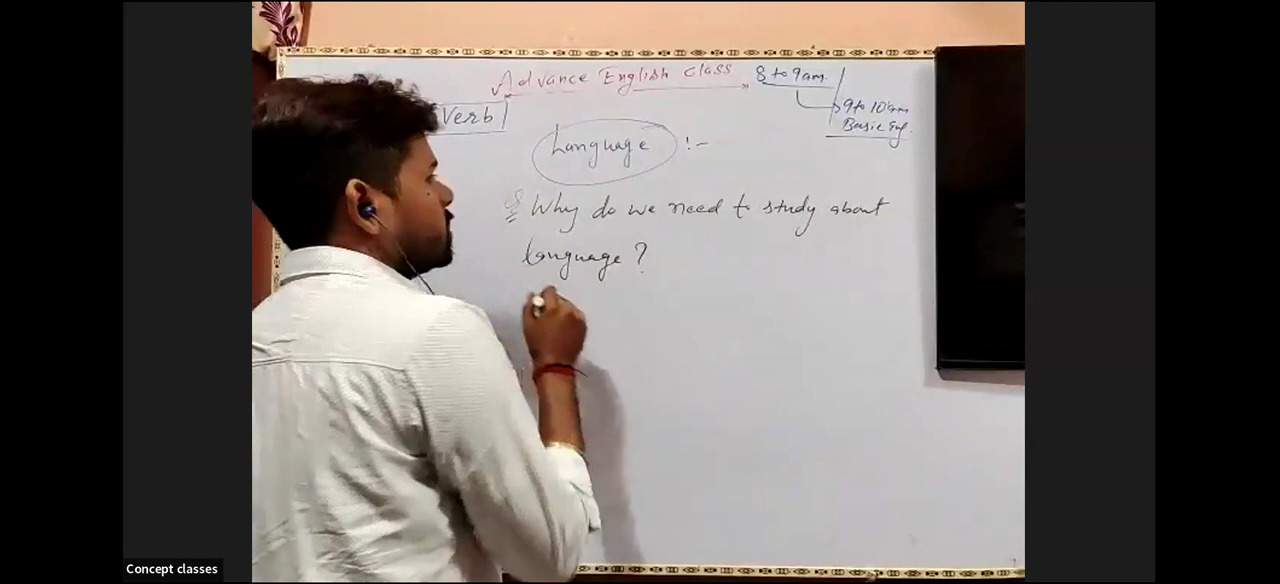 Advance English class
8 to 9am
9 to 10am
Basic Eng.
Verb
Language :-
Q Why do we need to study about
language ?
Concept classes